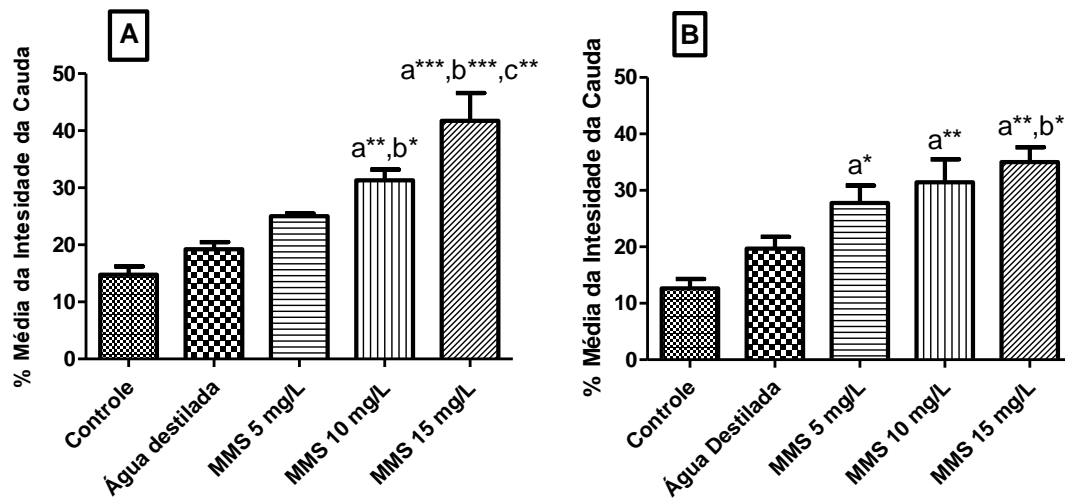 A
% Média da Intesidade da Cauda
50
40
30
20
10
0
a**,b*
a***,b***,c**
Controle
Água destilada
MMS 5 mg/L
MMS 10 mg/L
MMS 15 mg/L
B
% Média da Intesidade da Cauda
50
40
30
20
10
0
a*
a**
a**,b*
Controle
Água Destilada
MMS 5 mg/L
MMS 10 mg/L
MMS 15 mg/L